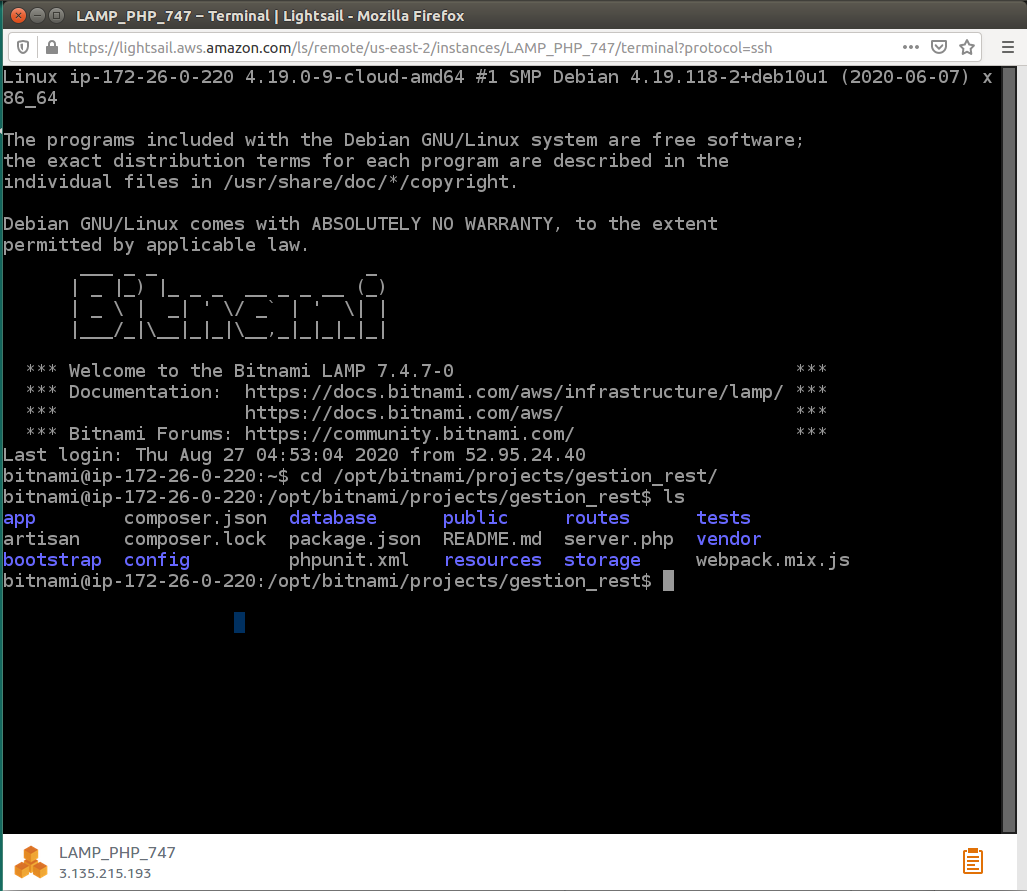 LAMP_PHP_747 – Terminal | Lightsail - Mozilla Firefox
https://lightsail.aws.amazon.com/ls/remote/us-east-2/instances/LAMP_PHP_747/terminal?protocol=ssh
Linux ip-172-26-0-220 4.19.0-9-cloud-amd64 #1 SMP Debian 4.19.118-2+deb10u1 (2020-06-07) x
86_64
The programs included with the Debian GNU/Linux system are free software;
the exact distribution terms for each program are described in the
individual files in /usr/share/doc/*/copyright.
Debian GNU/Linux comes with ABSOLUTELY NO WARRANTY, to the extent
permitted by applicable law.
Bitnami
*** Welcome to the Bitnami LAMP 7.4.7-0 ***
*** Documentation: https://docs.bitnami.com/aws/infrastructure/lamp/ ***
*** https://docs.bitnami.com/aws/ ***
*** Bitnami Forums: https://community.bitnami.com/ ***
Last login: Thu Aug 27 04:53:04 2020 from 52.95.24.40
bitnami@ip-172-26-0-220:~$ cd /opt/bitnami/projects/gestion_rest/
bitnami@ip-172-26-0-220:/opt/bitnami/projects/gestion_rest$ ls
app composer.json database public routes tests
artisan composer.lock package.json README.md server.php vendor
bootstrap config phpunit.xml resources storage webpack.mix.js
bitnami@ip-172-26-0-220:/opt/bitnami/projects/gestion_rest$
LAMP_PHP_747
3.135.215.193